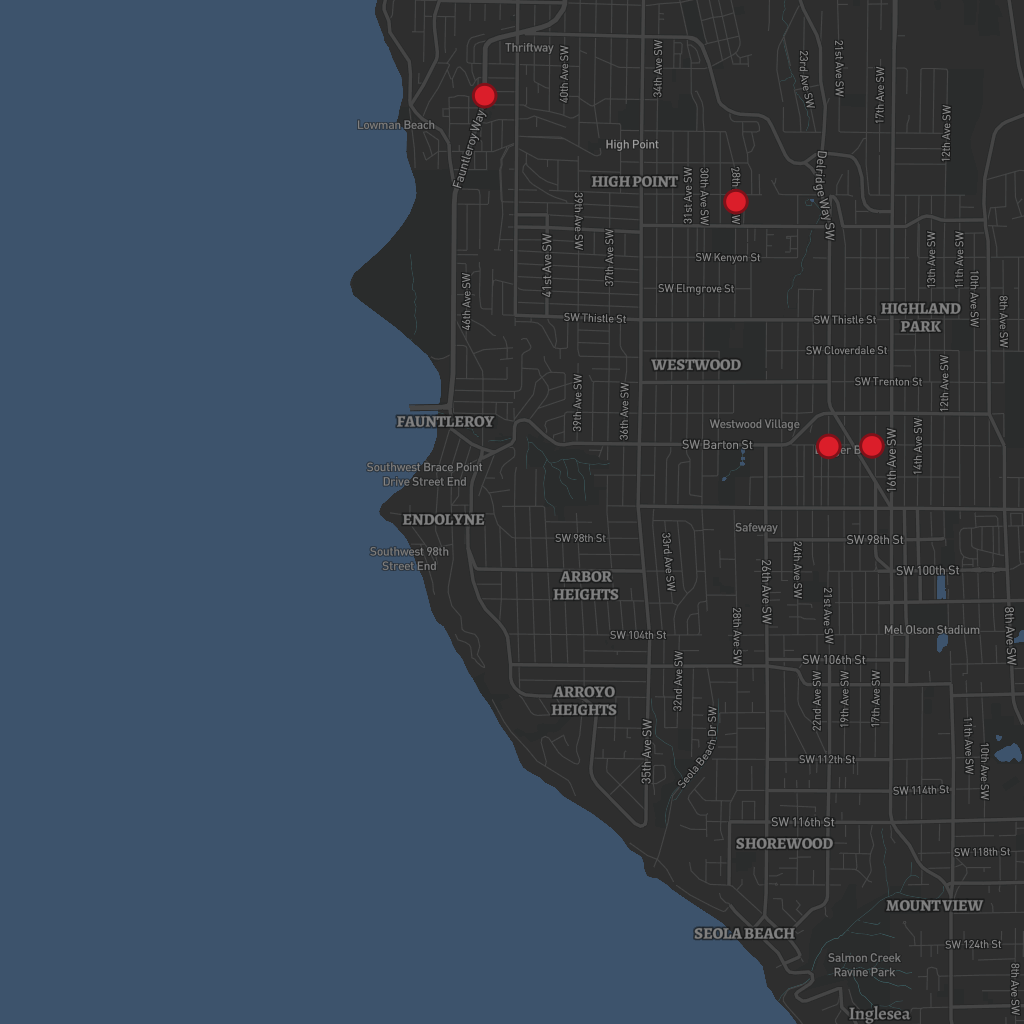 Thriftway
40th Ave SW
34th Ave SW
23rd Ave SW
21st Ave SW
17th Ave SW
12th Ave SW
Lowman Beach
Fauntleroy Way
High Point
HIGH POINT
31st Ave SW
30th Ave SW
28th
Delridge Way SW
39th Ave SW
41st Ave SW
37th Ave SW
46th Ave SW
SW Kenyon St
SW Elmgrove St
13th Ave SW
11th Ave SW
10th Ave SW
8th Ave SW
HIGHLAND
PARK
SW Thistle St
SW Thistle St
SW Cloverdale St
WESTWOOD
SW Trenton St
12th Ave SW
39th Ave SW
36th Ave SW
FAUNTLEROY
Westwood Village
SW Barton St
16th Ave SW
14th Ave SW
Southwest Brace Point
Drive Street End
ENDOLYNE
Safeway
SW 98th St
SW 98th St
Southwest 98th
Street End
33rd Ave SW
26th Ave SW
24th Ave SW
SW 100th St
ARBOR
HEIGHTS
21st Ave SW
28th Ave SW
8th Ave SW
SW 104th St
Mel Olson Stadium
SW 106th St
32nd Ave SW
22nd Ave SW
19th Ave SW
17th Ave SW
ARROYO
HEIGHTS
35th Ave SW
Seola Beach Dr SW
11th Ave SW
10th Ave SW
SW 112th St
SW 114th St
SW 116th St
SHOREWOOD
SW 118th St
MOUNT VIEW
SEOLA BEACH
SW 124th St
Salmon Creek
Ravine Park
8th Ave SW
Inglesea